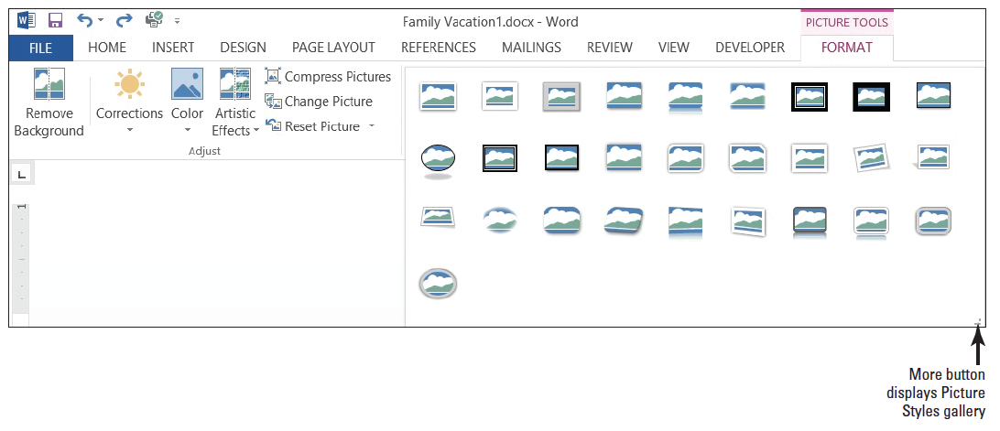 Family Vacation1.docx - Word
PICTURE TOOLS
FILE HOME INSERT DESIGN PAGE LAYOUT REFERENCES MAILINGS REVIEW VIEW DEVELOPER FORMAT
Remove
Background
Corrections
Color
Artistic
Effects
Compress Pictures
Change Picture
Reset Picture
Adjust
L
1
More button
displays Picture
Styles gallery